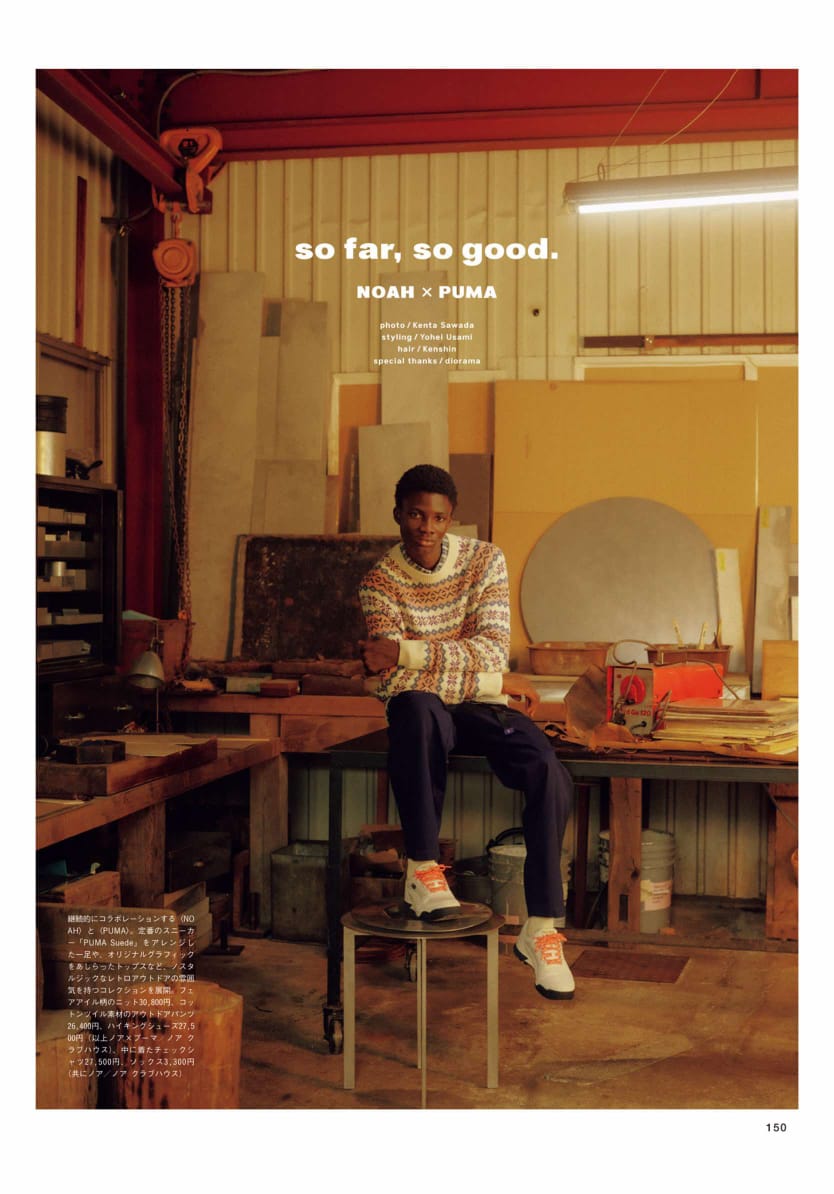 so far, so good.
NOAH × PUMA
photo / Kenta Sawada
styling / Yohei Usami
hair / Kenshin
special thanks / diorama
継続的にコラボレーションする〈NO
AH〉と〈PUMA〉。定番のスニーカ
ー「PUMA Suede」をアレンジし
た一足や、オリジナルグラフィック
をあしらったトップスなど、ノスタ
ルジックなレトロアウトドアの雰囲
気を持つコレクションを展開。フェ
アアイル柄のニット30,800円、コッ
トンツイル素材のアウトドアパンツ
26,400円、ハイキングシューズ27,5
00円（以上ノア×プーマ／ノア ク
ラブハウス）、中に着たチェックシ
ャツ27,500円、ソックス3,300円
（共にノア／ノア クラブハウス）
150